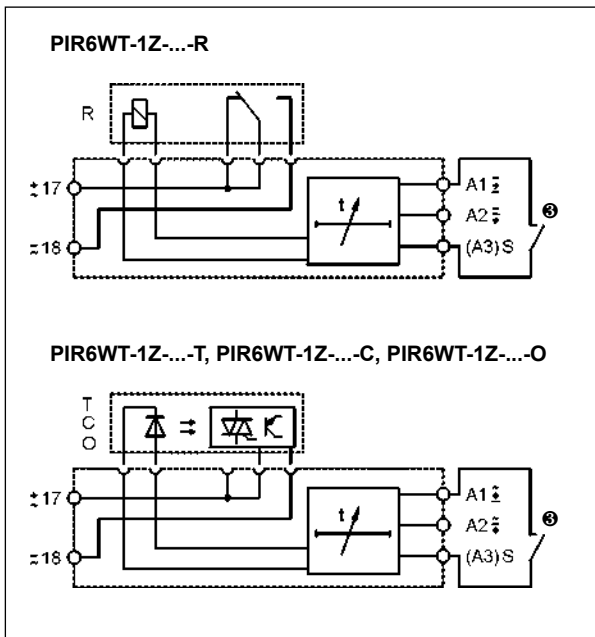 PIR6WT-1Z-...-R
R
17
A1
A2
18
(A3) S
❸
PIR6WT-1Z-...-T, PIR6WT-1Z-...-C, PIR6WT-1Z-...-O
T
C
O
17
t
A1
A2
18
(A3) S
❸